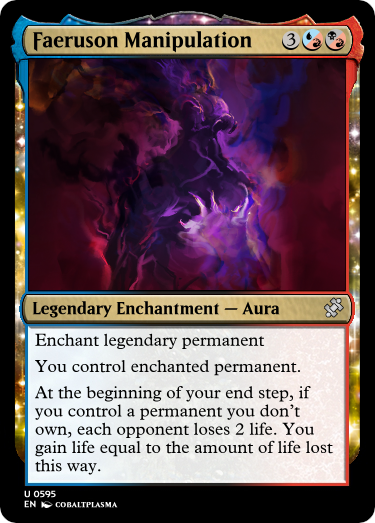 Faeruson Manipulation 3
Legendary Enchantment — Aura
Enchant legendary permanent
You control enchanted permanent.
At the beginning of your end step, if
you control a permanent you don't
own, each opponent loses 2 life. You
gain life equal to the amount of life lost
this way.
U 0595
EN COBALTPLASMA